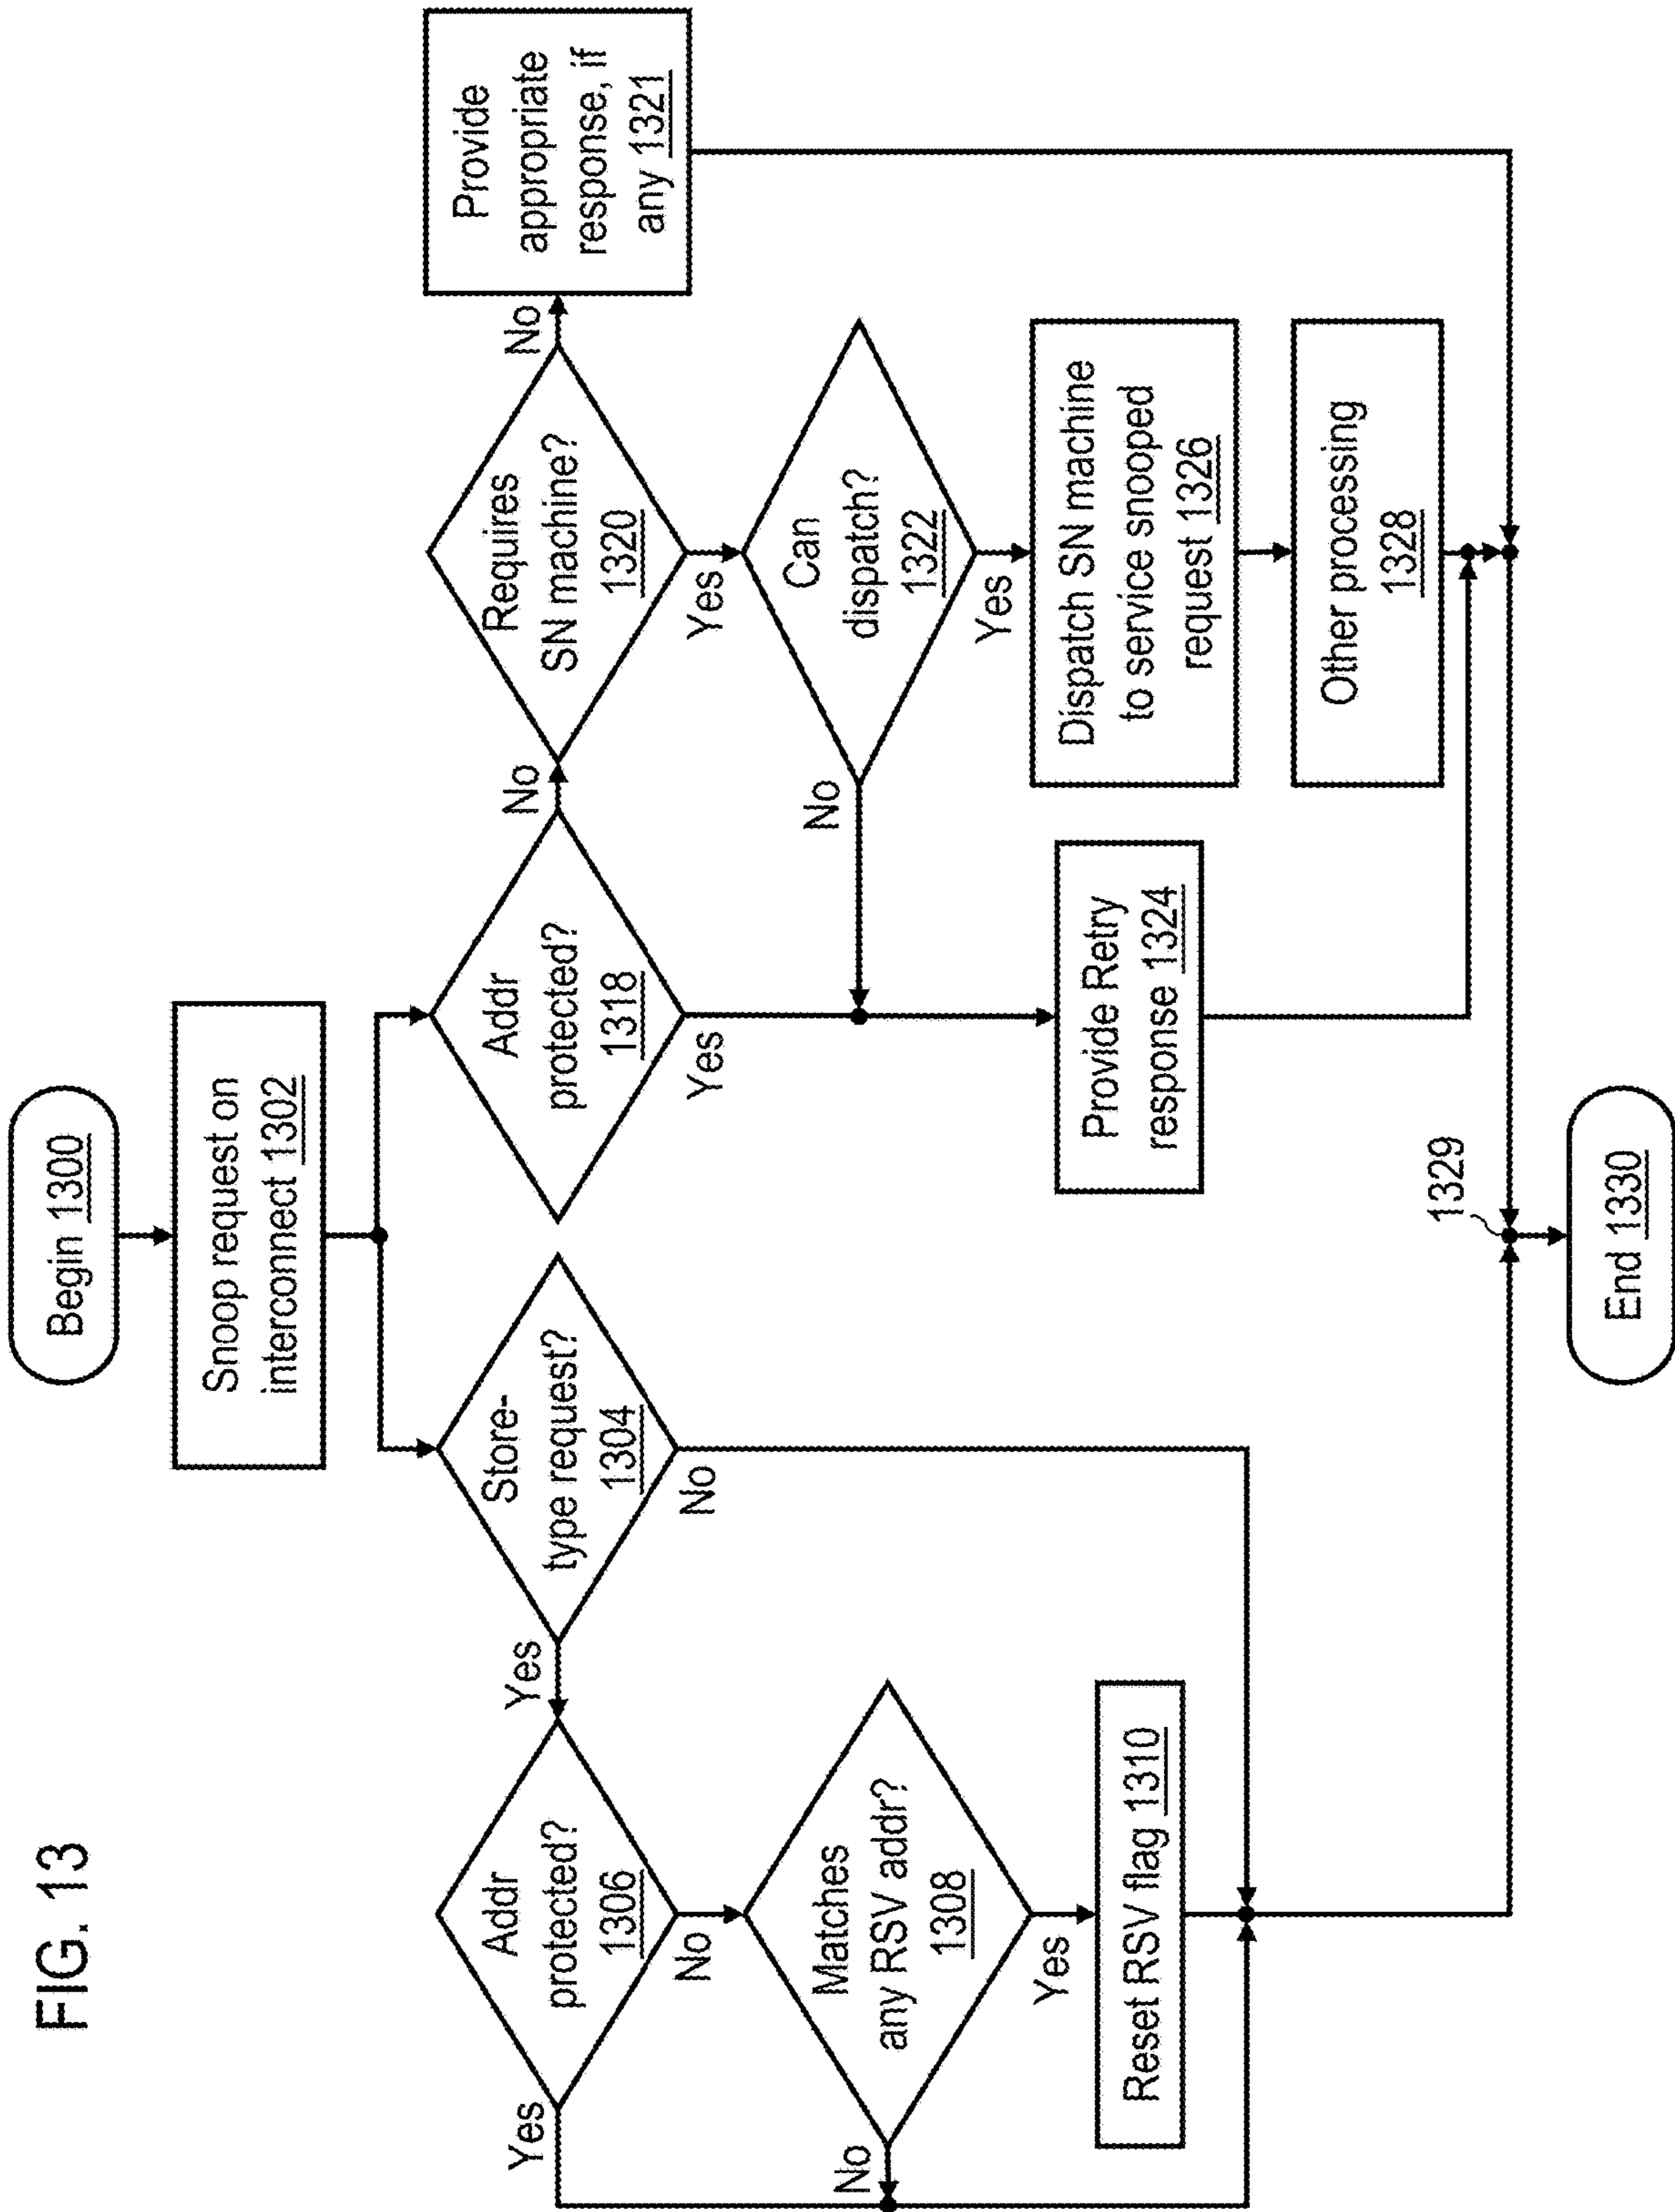 FIG. 13
Begin 1300
Snoop request on
interconnect 1302
Store-
type request?
1304
Yes
No
Addr
protected?
1306
Yes
No
Matches
any RSV addr?
1308
No
Yes
Reset RSV flag 1310
Addr
protected?
1318
No
Yes
Requires
SN machine?
1320
No
Yes
Provide
appropriate
response, if
any 1321
Can
dispatch?
1322
No
Yes
Provide Retry
response 1324
Dispatch SN machine
to service snooped
request 1326
Other processing
1328
1329
End 1330